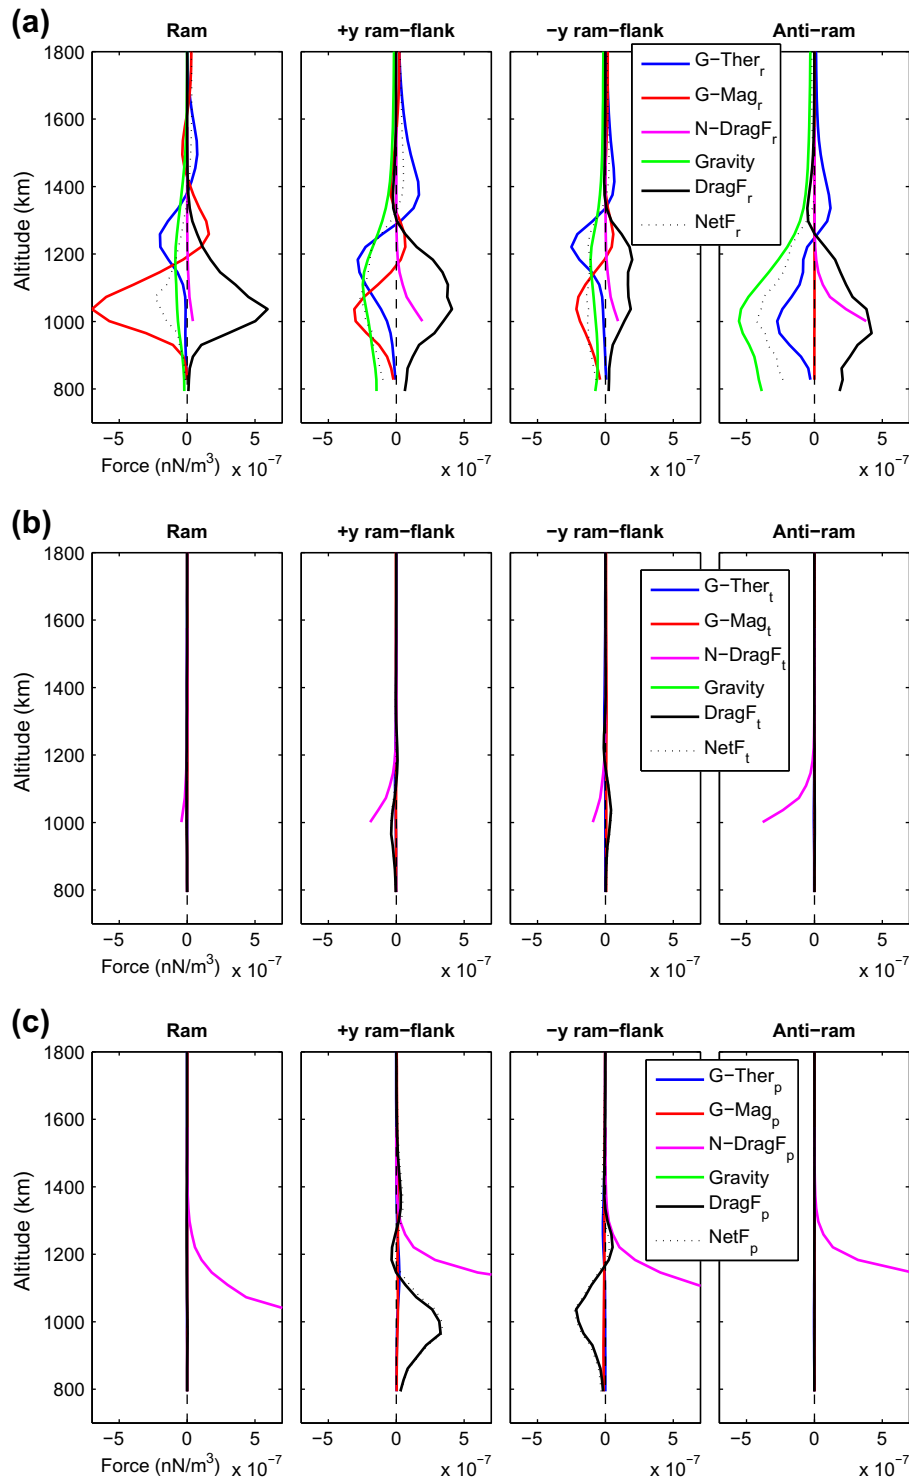 (a)
Ram +y ram−flank −y ram−flank Anti−ram
1800
1600
1400
1200
1000
800
Altitude (km)
G−Ther_r
G−Mag_r
N−DragF_r
Gravity
DragF_r
NetF_r
−5 0 5 −5 0 5 −5 0 5 −5 0 5
Force (nN/m³) x 10⁻⁷ x 10⁻⁷ x 10⁻⁷ x 10⁻⁷
(b)
Ram +y ram−flank −y ram−flank Anti−ram
1800
1600
1400
1200
1000
800
Altitude (km)
G−Ther_t
G−Mag_t
N−DragF_t
Gravity
DragF_t
NetF_t
−5 0 5 −5 0 5 −5 0 5 −5 0 5
Force (nN/m³) x 10⁻⁷ x 10⁻⁷ x 10⁻⁷ x 10⁻⁷
(c)
Ram +y ram−flank −y ram−flank Anti−ram
1800
1600
1400
1200
1000
800
Altitude (km)
G−Ther_p
G−Mag_p
N−DragF_p
Gravity
DragF_p
NetF_p
−5 0 5 −5 0 5 −5 0 5 −5 0 5
Force (nN/m³) x 10⁻⁷ x 10⁻⁷ x 10⁻⁷ x 10⁻⁷